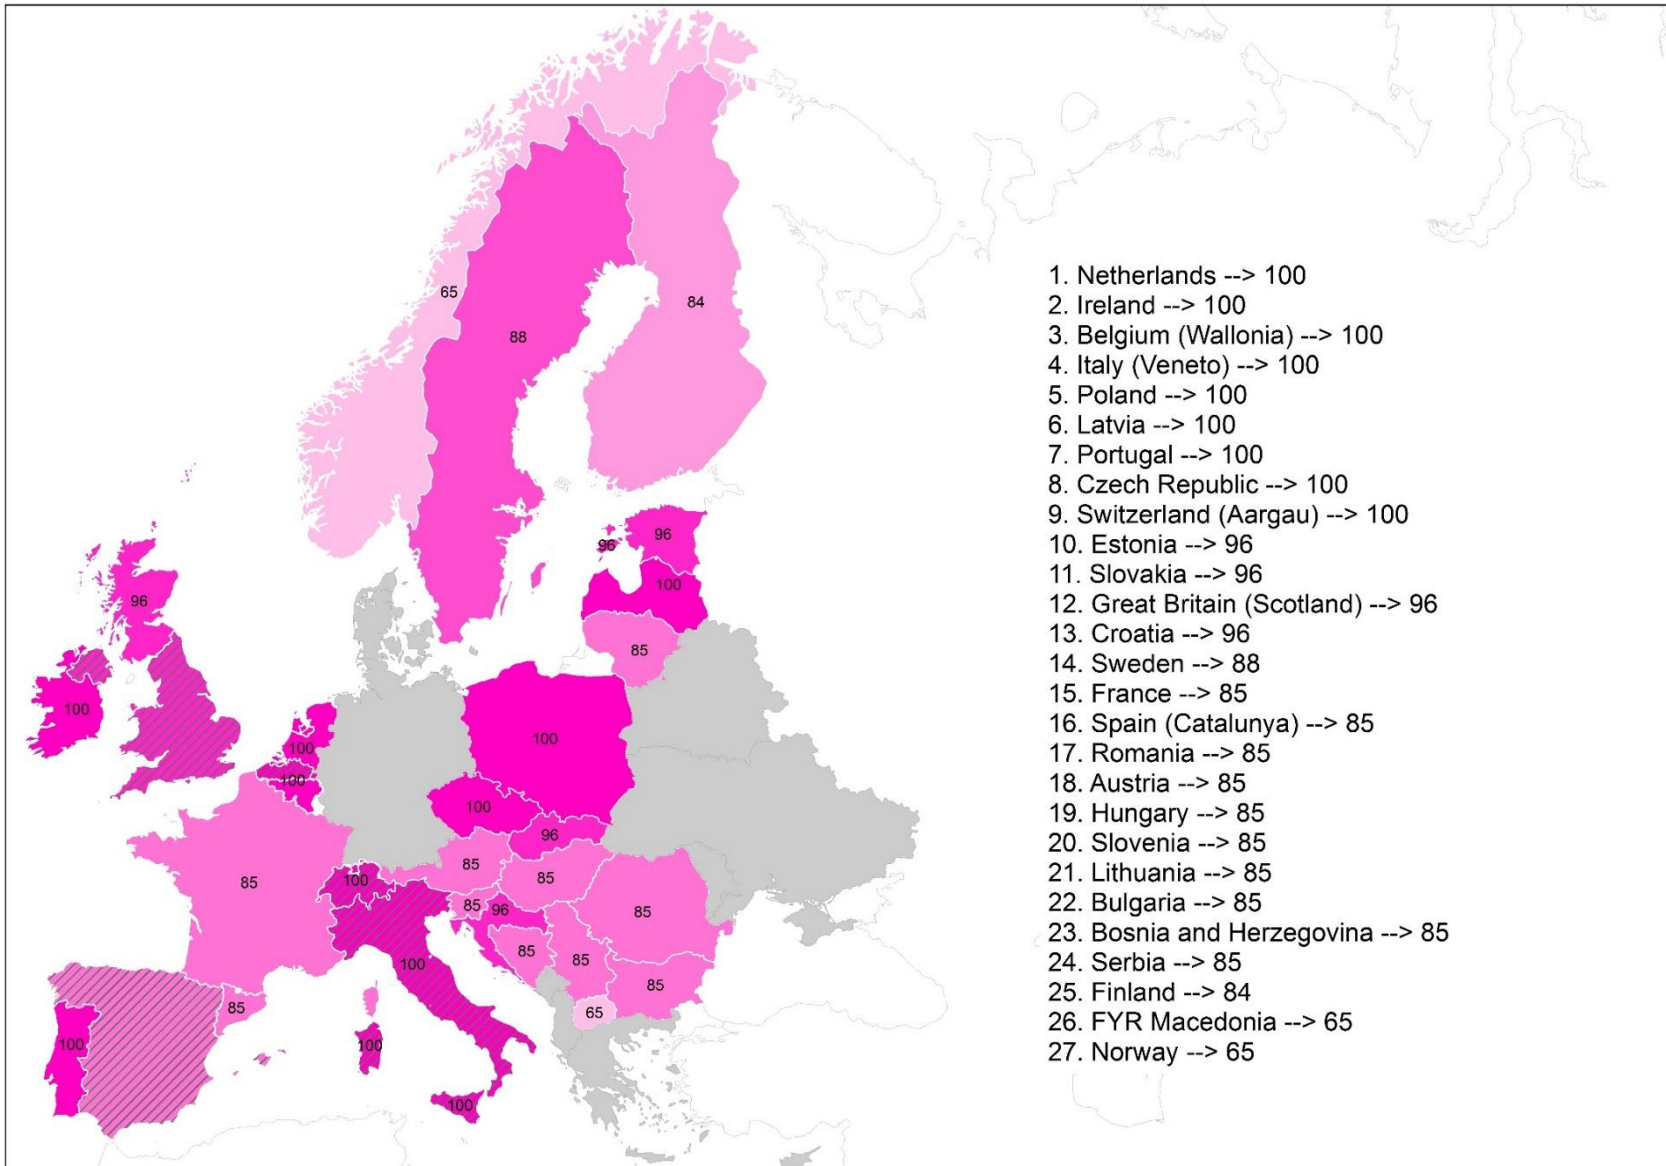 65
84
88
96
96
96
100
85
100
100
100
100
100
96
85
85
100
85
85
85
96
85
85
85
85
85
65
100
100
100
100
1. Netherlands --> 100
2. Ireland --> 100
3. Belgium (Wallonia) --> 100
4. Italy (Veneto) --> 100
5. Poland --> 100
6. Latvia --> 100
7. Portugal --> 100
8. Czech Republic --> 100
9. Switzerland (Aargau) --> 100
10. Estonia --> 96
11. Slovakia --> 96
12. Great Britain (Scotland) --> 96
13. Croatia --> 96
14. Sweden --> 88
15. France --> 85
16. Spain (Catalunya) --> 85
17. Romania --> 85
18. Austria --> 85
19. Hungary --> 85
20. Slovenia --> 85
21. Lithuania --> 85
22. Bulgaria --> 85
23. Bosnia and Herzegovina --> 85
24. Serbia --> 85
25. Finland --> 84
26. FYR Macedonia --> 65
27. Norway --> 65